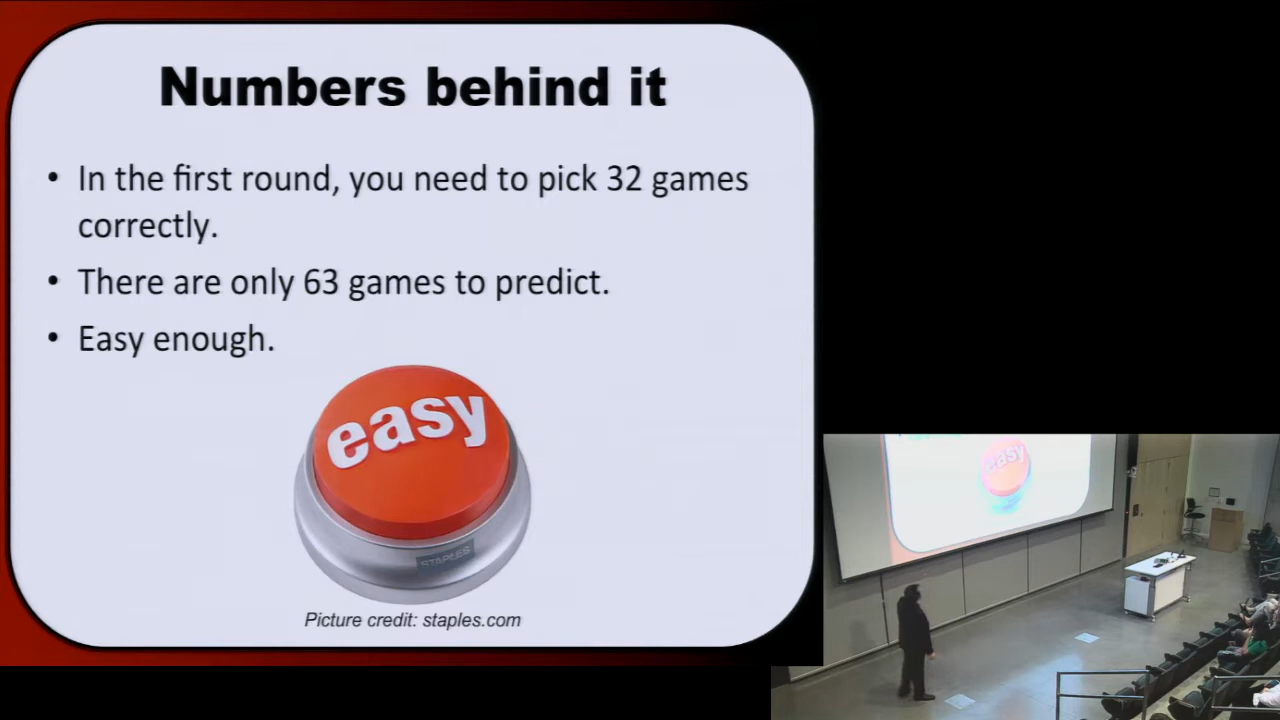 Numbers behind it
• In the first round, you need to pick 32 games
correctly.
• There are only 63 games to predict.
• Easy enough.
easy
STAPLES
Picture credit: staples.com
easy